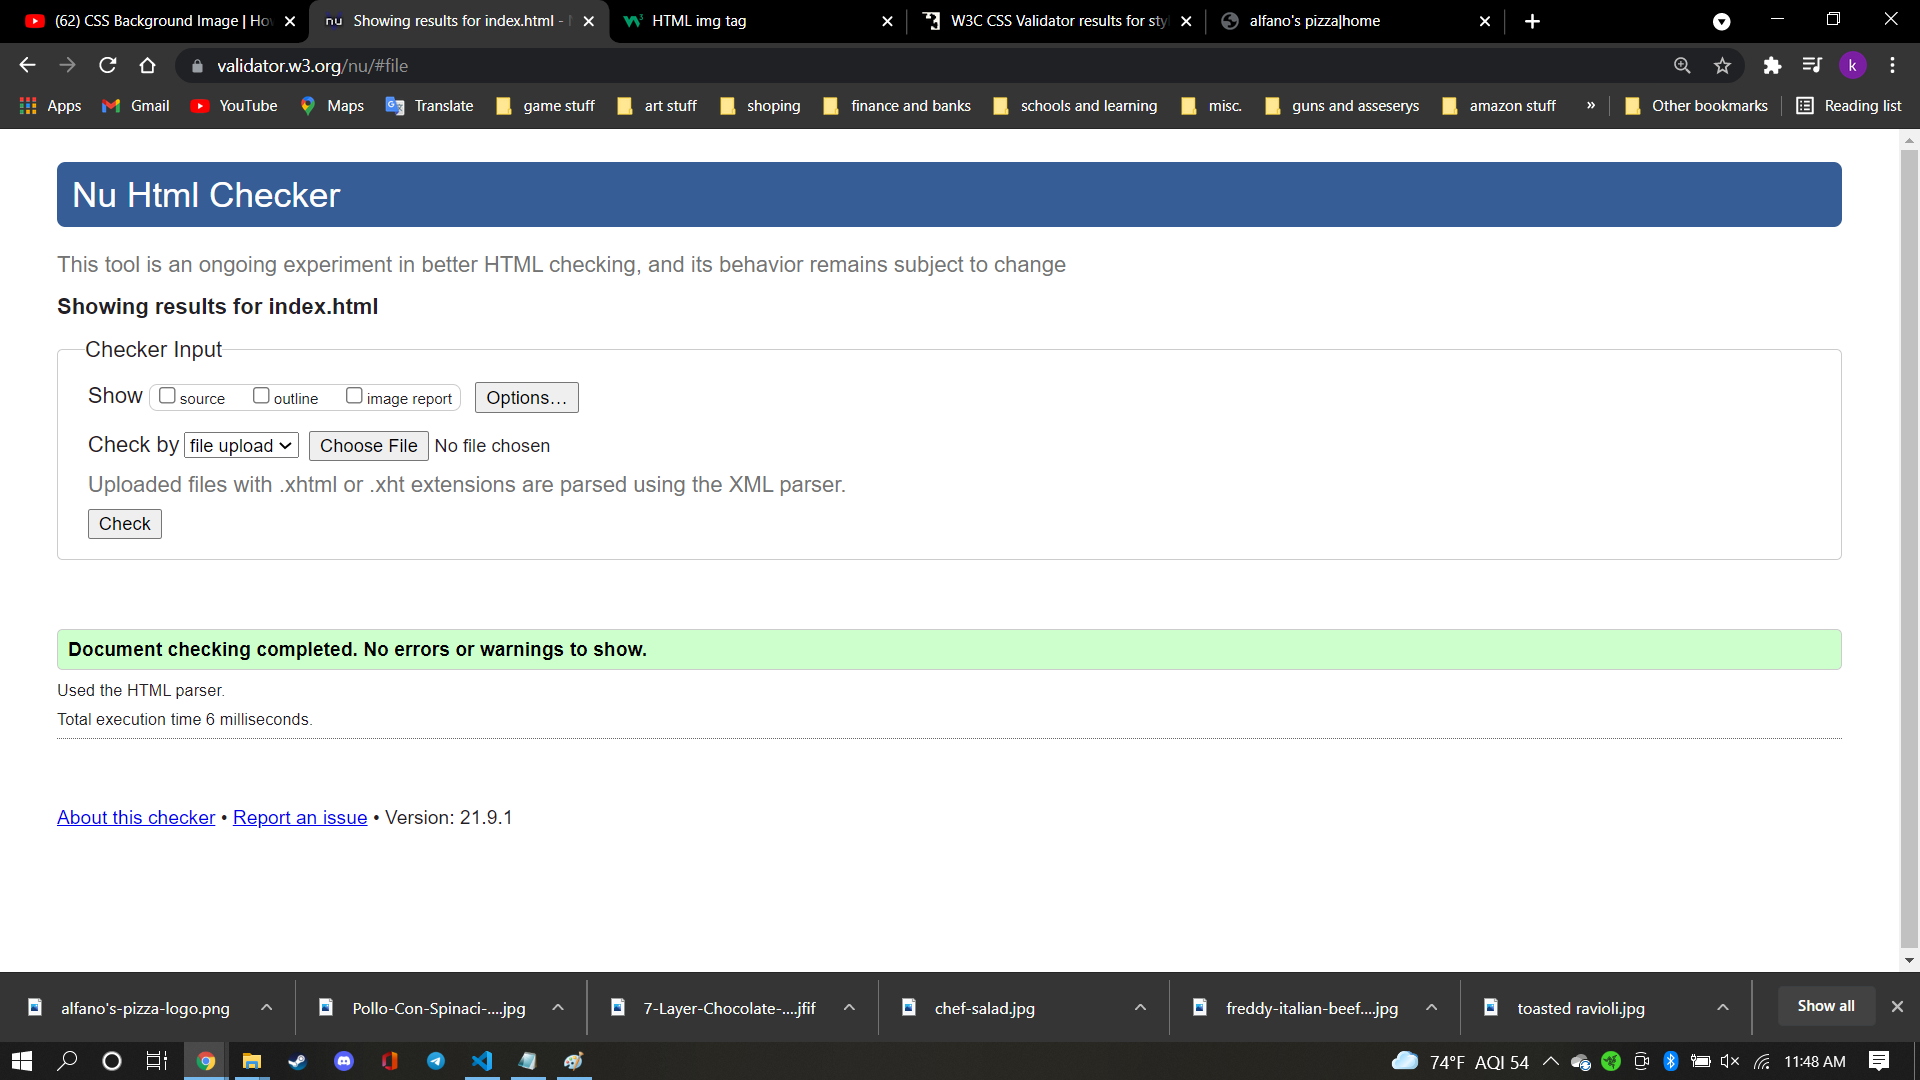 (62) CSS Background Image | Ho
nu Showing results for index.html -
HTML img tag
W3C CSS Validator results for sty
alfano's pizza|home
validator.w3.org/nu/#file
k
Apps Gmail YouTube Maps Translate game stuff art stuff shoping finance and banks schools and learning misc. guns and asseserys amazon stuff » Other bookmarks Reading list
Nu Html Checker
This tool is an ongoing experiment in better HTML checking, and its behavior remains subject to change
Showing results for index.html
Checker Input
Show source outline image report Options...
Check by file upload Choose File No file chosen
Uploaded files with .xhtml or .xht extensions are parsed using the XML parser.
Check
Document checking completed. No errors or warnings to show.
Used the HTML parser.
Total execution time 6 milliseconds.
About this checker • Report an issue • Version: 21.9.1
alfano's-pizza-logo.png Pollo-Con-Spinaci-....jpg 7-Layer-Chocolate-....jfif chef-salad.jpg freddy-italian-beef....jpg toasted ravioli.jpg Show all
74°F AQI 54 11:48 AM